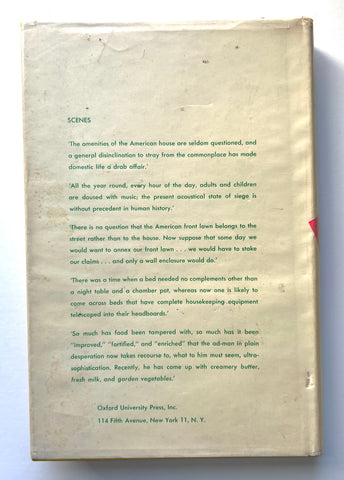 SCENES
'The amenities of the American house are seldom questioned, and
a general disinclination to stray from the commonplace has made
domestic life a drab affair.'
'All the year round, every hour of the day, adults and children
are doused with music; the present acoustical state of siege is
without precedent in human history.'
'There is no question that the American front lawn belongs to the
street rather than to the house. Now suppose that some day we
would want to annex our front lawn . . . we would have to stake
our claims . . . and only a wall enclosure would do.'
'There was a time when a bed needed no complements other than
a night table and a chamber pot, whereas now one is likely to
come across beds that have complete housekeeping equipment
telescoped into their headboards.'
'So much has food been tampered with, so much has it been
"improved," "fortified," and "enriched" that the ad-man in plain
desperation now takes recourse to, what to him must seem, ultra-
sophistication. Recently, he has come up with creamery butter,
fresh milk, and garden vegetables.'
Oxford University Press, Inc.
114 Fifth Avenue, New York 11, N. Y.